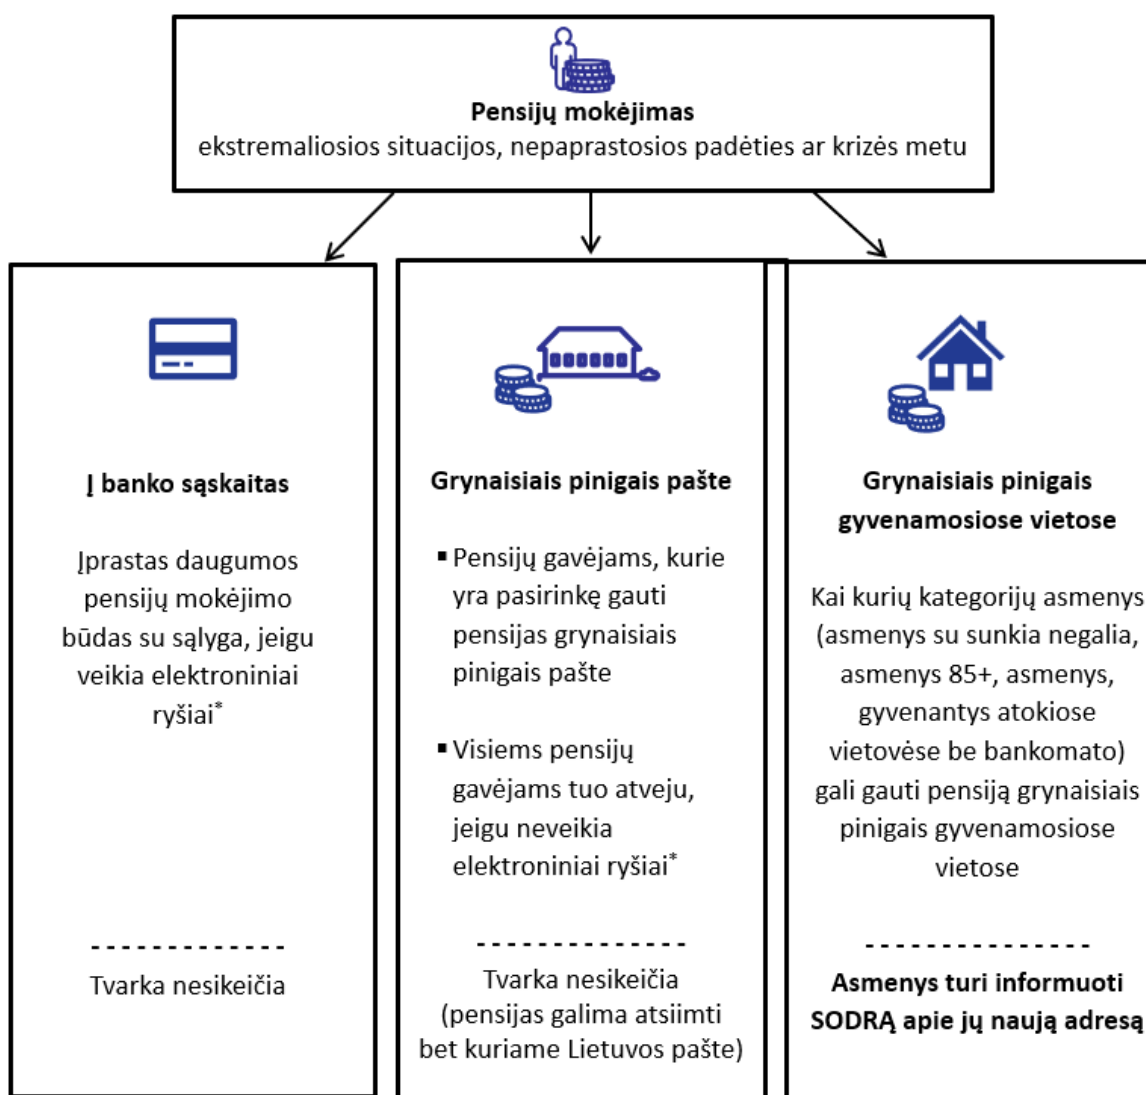 Pensijų mokėjimas
ekstremaliosios situacijos, nepaprastosios padėties ar krizės metu
Į banko sąskaitas
Įprastas daugumos
pensijų mokėjimo
būdas su sąlyga, jeigu
veikia elektroniniai
ryšiai*
- - - - - - - - - - - - -
Tvarka nesikeičia
Grynaisiais pinigais pašte
▪ Pensijų gavėjams, kurie
yra pasirinkę gauti
pensijas grynaisiais
pinigais pašte
▪ Visiems pensijų
gavėjams tuo atveju,
jeigu neveikia
elektroniniai ryšiai*
- - - - - - - - - - - - - -
Tvarka nesikeičia
(pensijas galima atsiimti
bet kuriame Lietuvos pašte)
Grynaisiais pinigais
gyvenamosiose vietose
Kai kurių kategorijų asmenys
(asmenys su sunkia negalia,
asmenys 85+, asmenys,
gyvenantys atokiose
vietovėse be bankomato)
gali gauti pensiją grynaisiais
pinigais gyvenamosiose
vietose
- - - - - - - - - - - - - - -
Asmenys turi informuoti
SODRĄ apie jų naują adresą